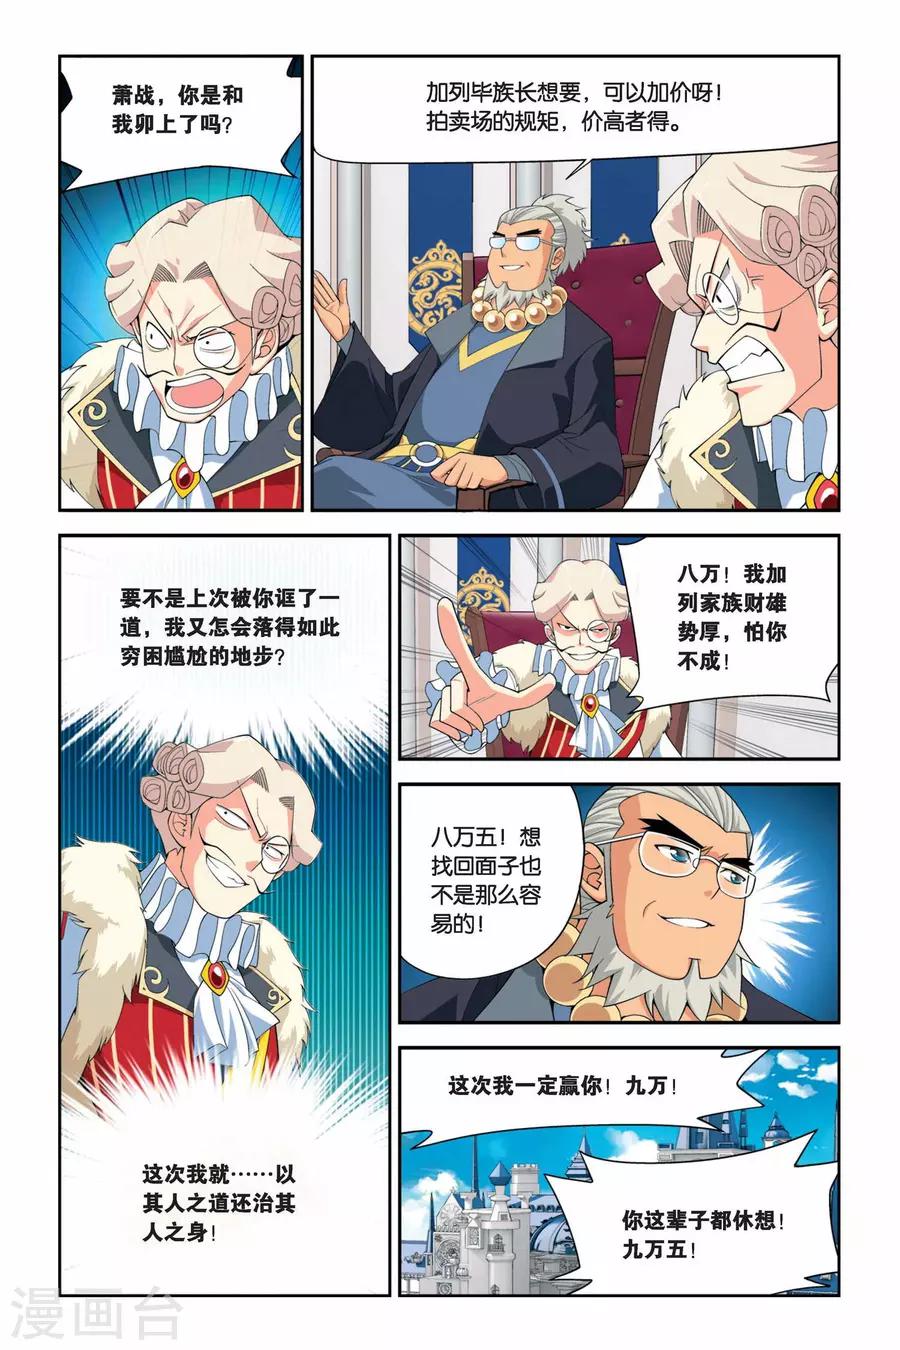 萧战，你是和
我卯上了吗？
加列毕族长想要，可以加价呀！
拍卖场的规矩，价高者得。
要不是上次被你诓了一
道，我又怎会落得如此
穷困尴尬的地步？
这次我就……以
其人之道还治其
人之身！
八万！我加
列家族财雄
势厚，怕你
不成！
八万五！想
找回面子也
不是那么容
易的！
这次我一定赢你！九万！
你这辈子都休想！
九万五！
漫画台